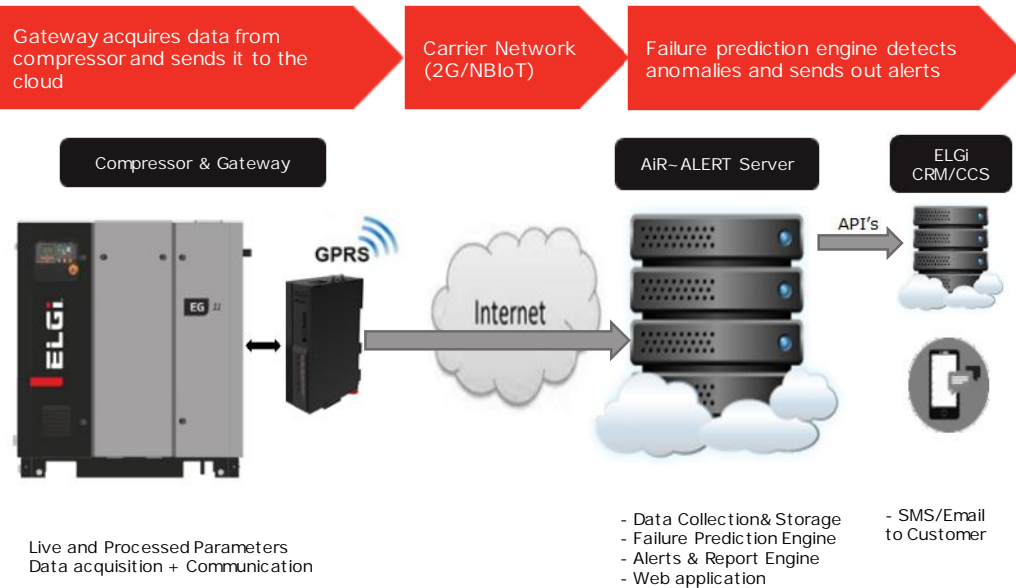 Gateway acquires data from
compressor and sends it to the
cloud
Carrier Network
(2G/NBIoT)
Failure prediction engine detects
anomalies and sends out alerts
Compressor & Gateway
AiR~ALERT Server
ELGi
CRM/CCS
GPRS
API's
ELGi
EG 11
Internet
Live and Processed Parameters
Data acquisition + Communication
- Data Collection& Storage
- Failure Prediction Engine
- Alerts & Report Engine
- Web application
- SMS/Email
to Customer